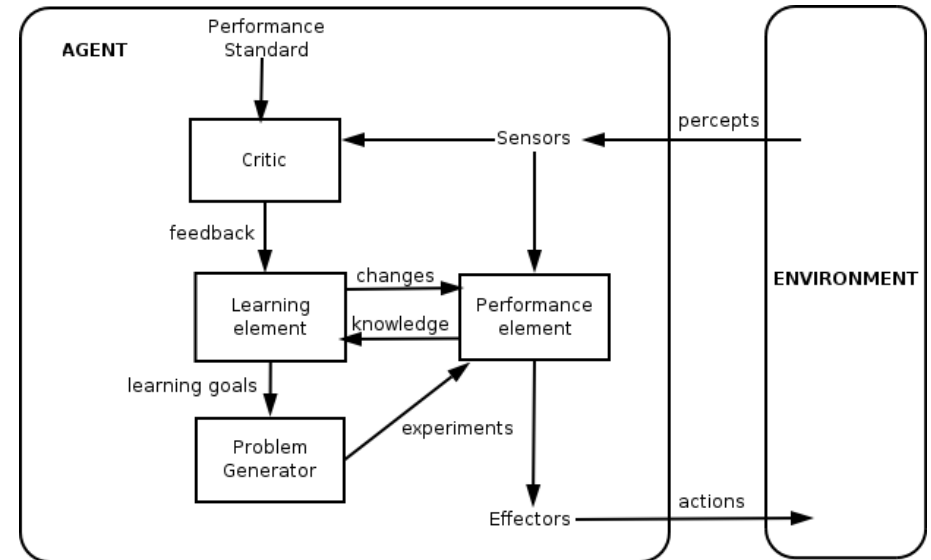 Performance
Standard
AGENT
percepts
Sensors
Critic
feedback
changes
ENVIRONMENT
Learning
element
Performance
element
knowledge
learning goals
experiments
Problem
Generator
actions
Effectors